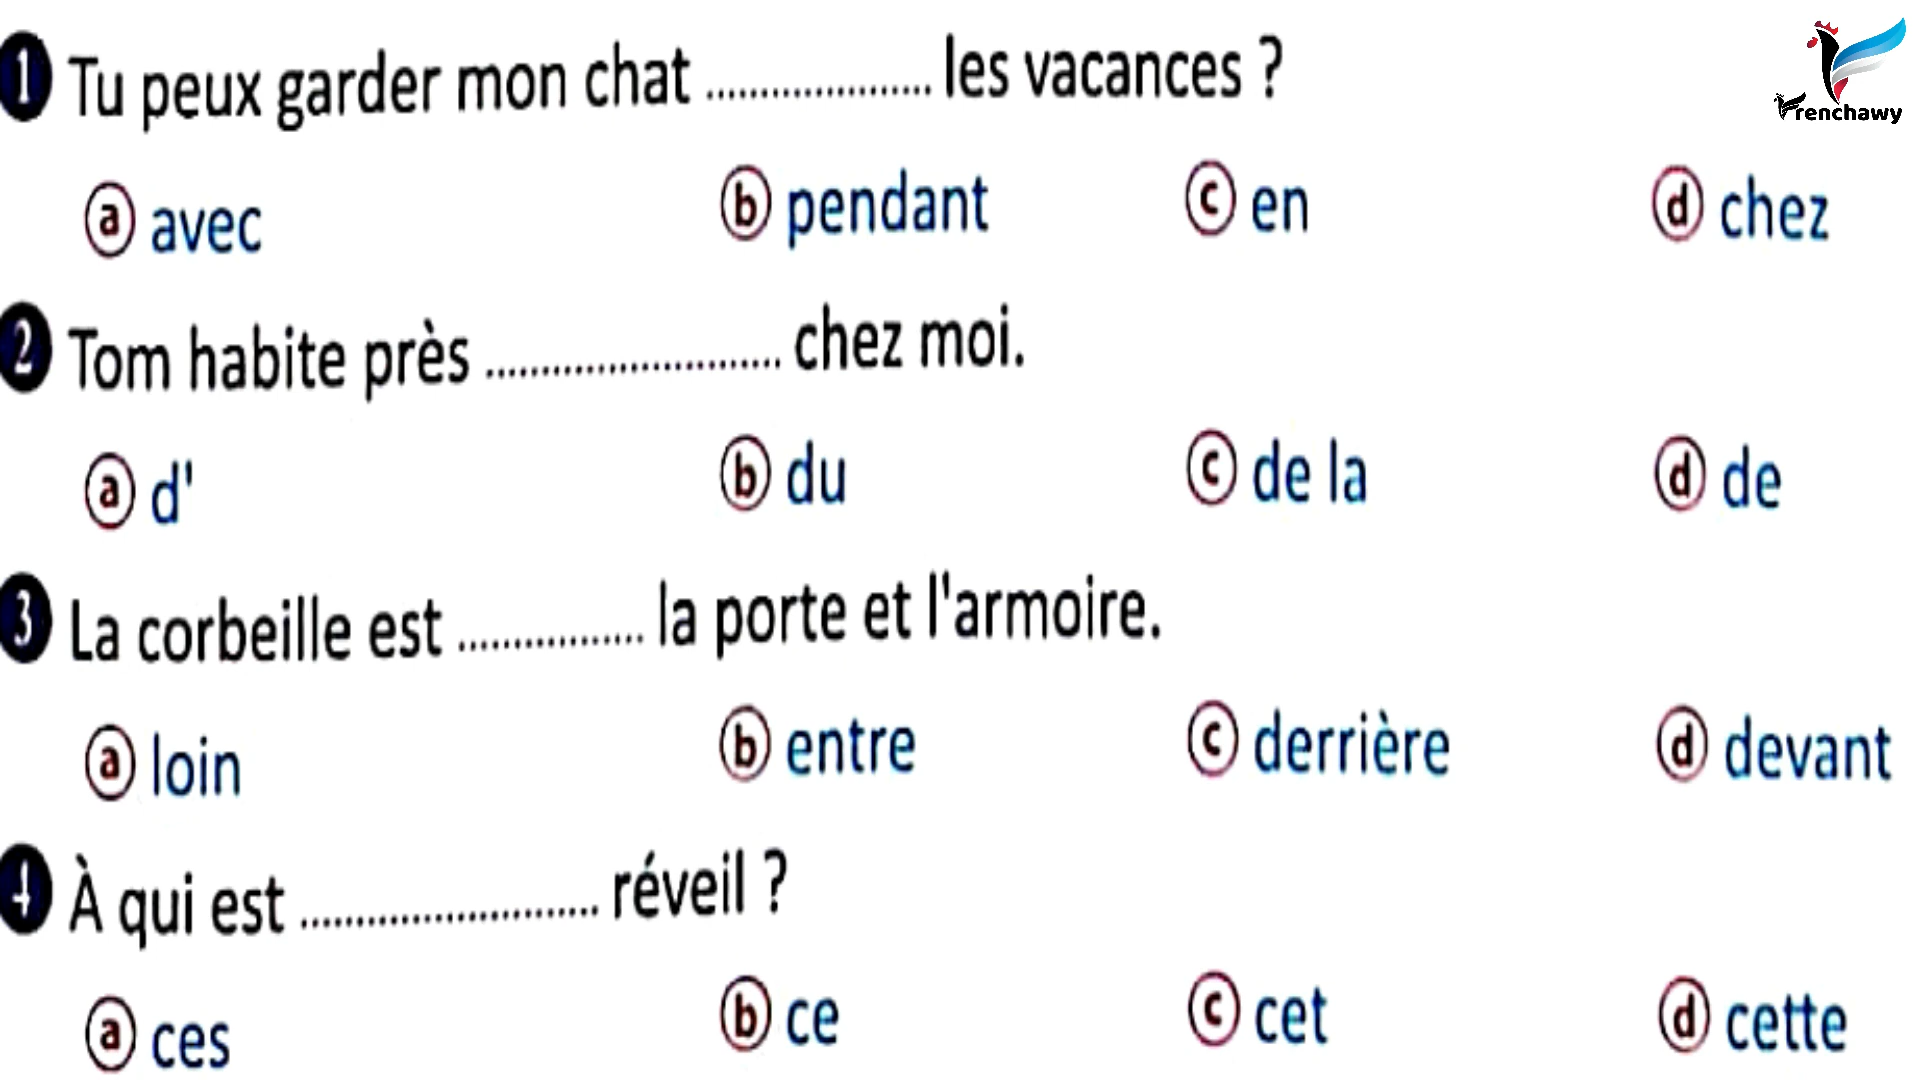 1 Tu peux garder mon chat ..................... les vacances ?
Frenchawy
a avec b pendant c en d chez
2 Tom habite près ........................... chez moi.
a d' b du c de la d de
3 La corbeille est ................. la porte et l'armoire.
a loin b entre c derrière d devant
4 À qui est ........................... réveil ?
a ces b ce c cet d cette